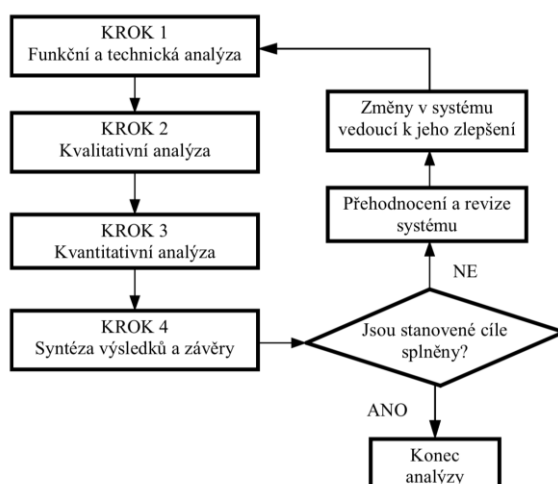 KROK 1
Funkční a technická analýza
KROK 2
Kvalitativní analýza
KROK 3
Kvantitativní analýza
KROK 4
Syntéza výsledků a závěry
Změny v systému
vedoucí k jeho zlepšení
Přehodnocení a revize
systému
NE
Jsou stanovené cíle
splněny?
ANO
Konec
analýzy